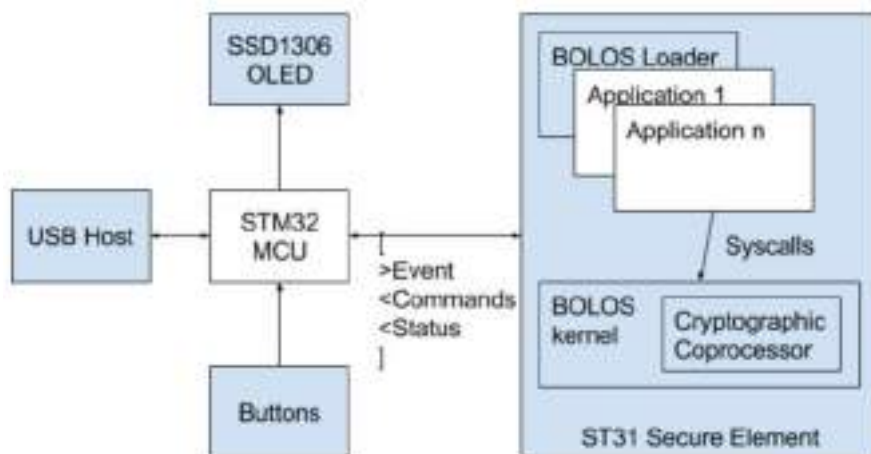 SSD1306
OLED
BOLOS Loader
Application 1
Application n
USB Host
STM32
MCU
[
>Event
<Commands
<Status
]
Syscalls
BOLOS
kernel
Cryptographic
Coprocessor
Buttons
ST31 Secure Element